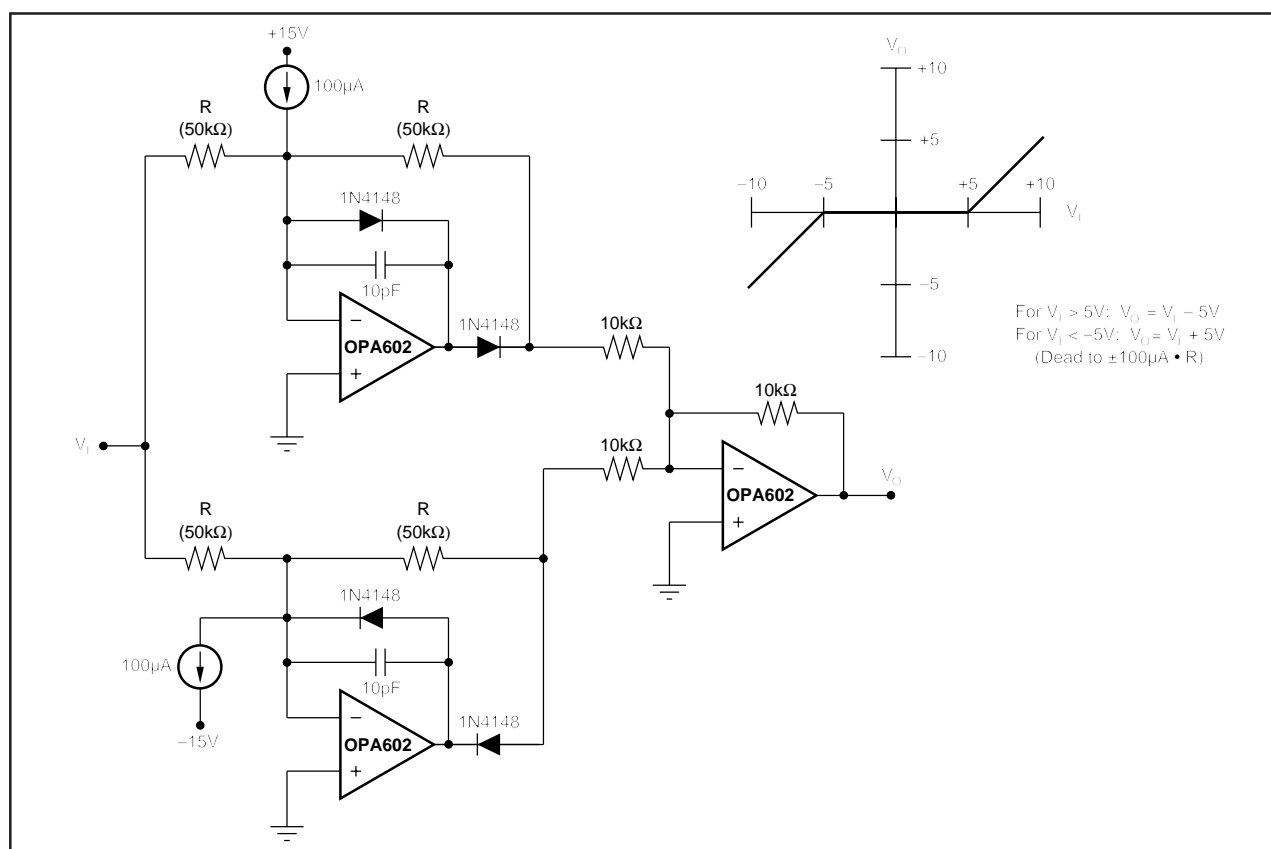 +15V
100µA
R
(50kΩ)
R
(50kΩ)
1N4148
10pF
–
+
OPA602
1N4148
10kΩ
V_I
10kΩ
10kΩ
–
+
OPA602
V_O
R
(50kΩ)
R
(50kΩ)
1N4148
100µA
10pF
–15V
–
+
OPA602
1N4148
V_O
+10
+5
–10
–5
+5
+10
V_I
–5
–10
For V_I > 5V: V_O = V_I – 5V
For V_I < –5V: V_O = V_I + 5V
(Dead to ±100µA • R)